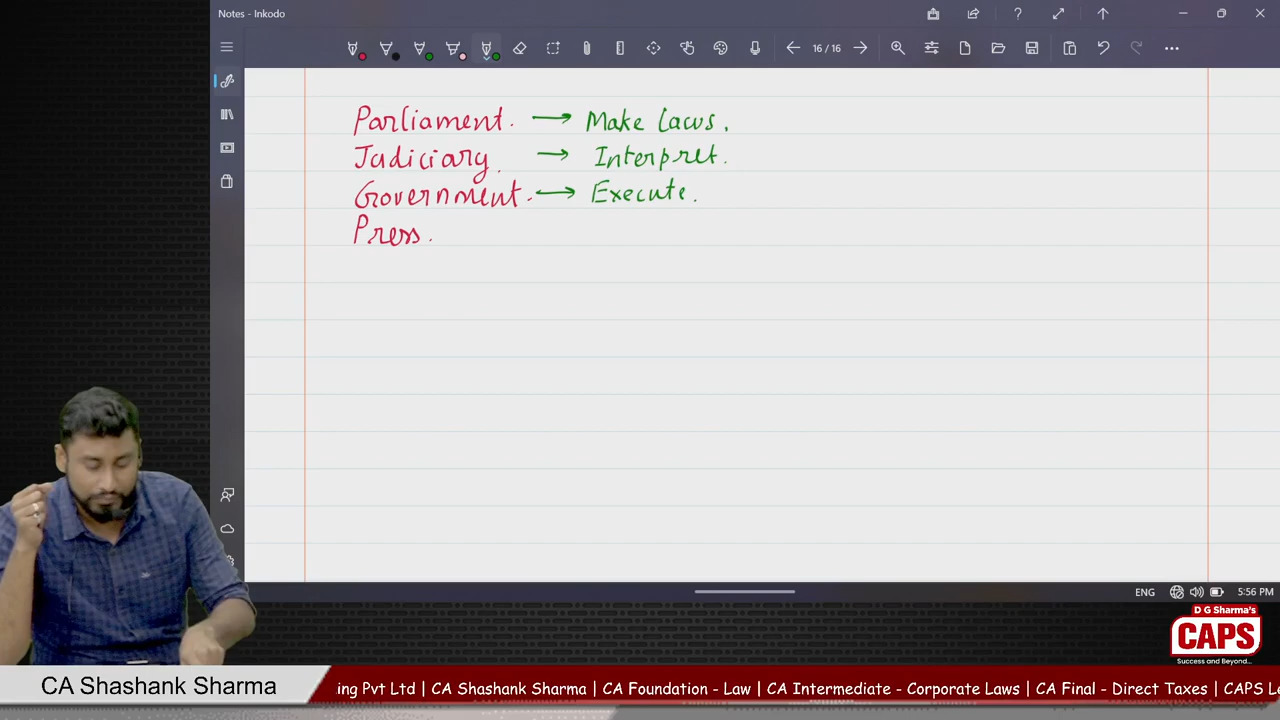 Notes - Inkodo
16 / 16
Parliament. → Make laws.
Judiciary → Interpret.
Government. → Execute.
Press.
ENG
5:56 PM
D G Sharma's
CAPS
Success and Beyond...
CA Shashank Sharma
ing Pvt Ltd | CA Shashank Sharma | CA Foundation - Law | CA Intermediate - Corporate Laws | CA Final - Direct Taxes | CAPS Le